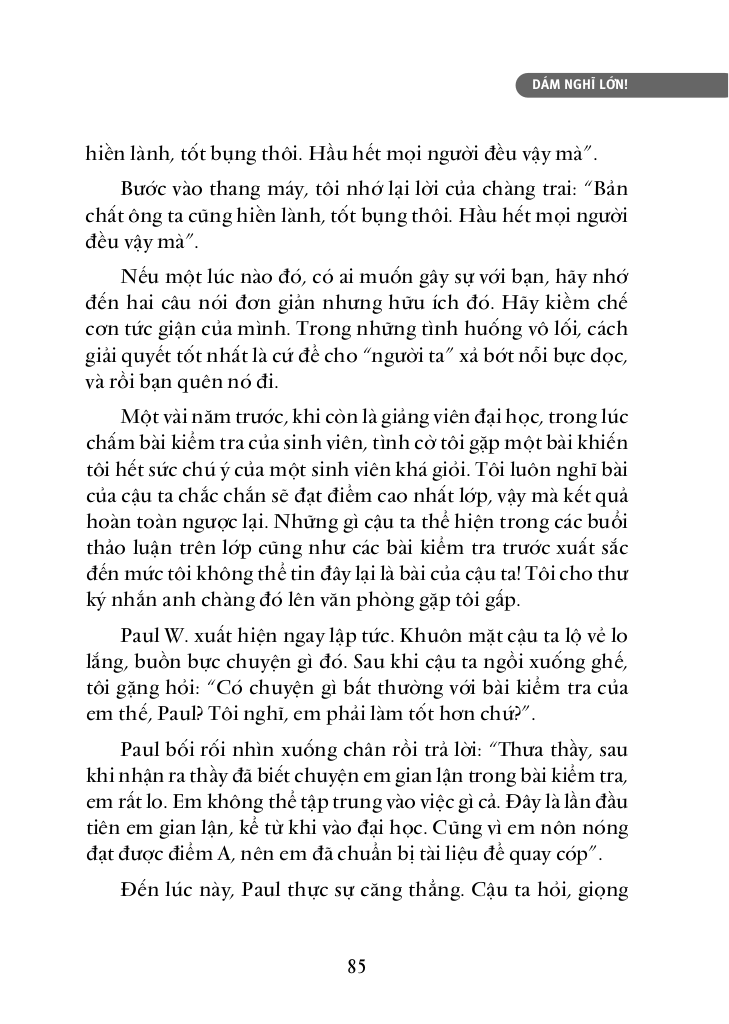 DÁM NGHĨ LỚN!
hiền lành, tốt bụng thôi. Hầu hết mọi người đều vậy mà”.
Bước vào thang máy, tôi nhớ lại lời của chàng trai: “Bản
chất ông ta cũng hiền lành, tốt bụng thôi. Hầu hết mọi người
đều vậy mà”.
Nếu một lúc nào đó, có ai muốn gây sự với bạn, hãy nhớ
đến hai câu nói đơn giản nhưng hữu ích đó. Hãy kiềm chế
cơn tức giận của mình. Trong những tình huống vô lối, cách
giải quyết tốt nhất là cứ để cho “người ta” xả bớt nỗi bực dọc,
và rồi bạn quên nó đi.
Một vài năm trước, khi còn là giảng viên đại học, trong lúc
chấm bài kiểm tra của sinh viên, tình cờ tôi gặp một bài khiến
tôi hết sức chú ý của một sinh viên khá giỏi. Tôi luôn nghĩ bài
của cậu ta chắc chắn sẽ đạt điểm cao nhất lớp, vậy mà kết quả
hoàn toàn ngược lại. Những gì cậu ta thể hiện trong các buổi
thảo luận trên lớp cũng như các bài kiểm tra trước xuất sắc
đến mức tôi không thể tin đây lại là bài của cậu ta! Tôi cho thư
ký nhắn anh chàng đó lên văn phòng gặp tôi gấp.
Paul W. xuất hiện ngay lập tức. Khuôn mặt cậu ta lộ vẻ lo
lắng, buồn bực chuyện gì đó. Sau khi cậu ta ngồi xuống ghế,
tôi gặng hỏi: “Có chuyện gì bất thường với bài kiểm tra của
em thế, Paul? Tôi nghĩ, em phải làm tốt hơn chứ?”.
Paul bối rối nhìn xuống chân rồi trả lời: “Thưa thầy, sau
khi nhận ra thầy đã biết chuyện em gian lận trong bài kiểm tra,
em rất lo. Em không thể tập trung vào việc gì cả. Đây là lần đầu
tiên em gian lận, kể từ khi vào đại học. Cũng vì em nôn nóng
đạt được điểm A, nên em đã chuẩn bị tài liệu để quay cóp”.
Đến lúc này, Paul thực sự căng thẳng. Cậu ta hỏi, giọng
85